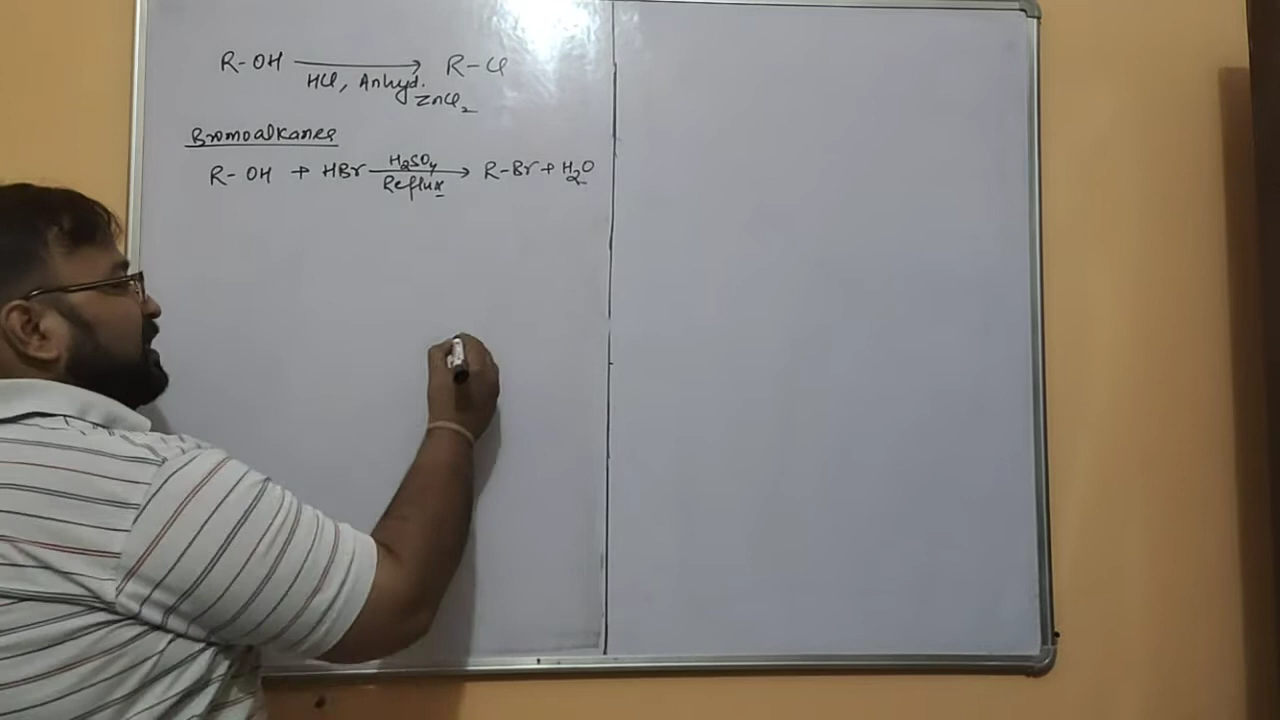 R-OH ⟶ R-Cl
HCl, Anhyd.
ZnCl₂
Bromoalkanes
R-OH + HBr ⟶ R-Br + H₂O
H₂SO₄
Reflux